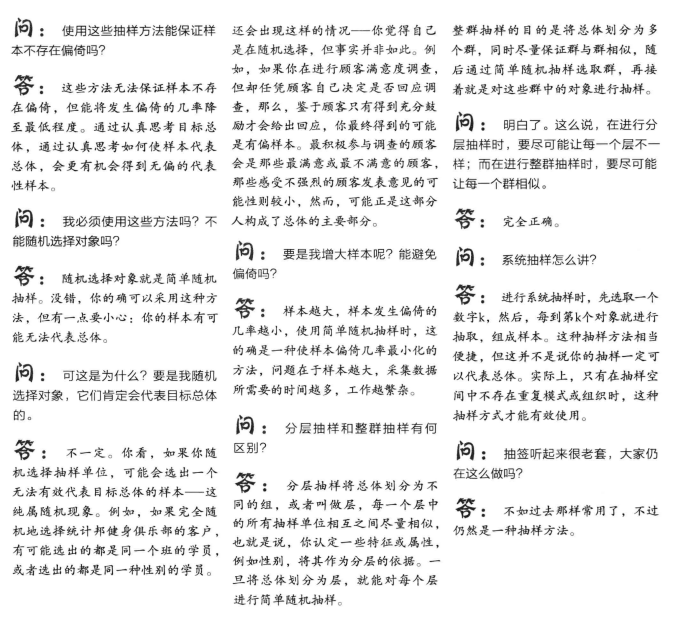 问： 使用这些抽样方法能保证样
本不存在偏倚吗？
答： 这些方法无法保证样本不存
在偏倚，但能将发生偏倚的几率降
至最低程度。通过认真思考目标总
体，通过认真思考如何使样本代表
总体，会更有机会得到无偏的代表
性样本。
问： 我必须使用这些方法吗？不
能随机选择对象吗？
答： 随机选择对象就是简单随机
抽样。没错，你的确可以采用这种方
法，但有一点要小心：你的样本有可
能无法代表总体。
问： 可这是为什么？要是我随机
选择对象，它们肯定会代表目标总体
的。
答： 不一定。你看，如果你随
机选择抽样单位，可能会选出一个
无法有效代表目标总体的样本——这
纯属随机现象。例如，如果完全随
机地选择统计邦健身俱乐部的客户，
有可能选出的都是同一个班的学员，
或者选出的都是同一种性别的学员。
还会出现这样的情况——你觉得自己
是在随机选择，但事实并非如此。例
如，如果你在进行顾客满意度调查，
但却任凭顾客自己决定是否回应调
查，那么，鉴于顾客只有得到充分鼓
励才会给出回应，你最终得到的可能
是有偏样本。最积极参与调查的顾客
会是那些最满意或最不满意的顾客，
那些感受不强烈的顾客发表意见的可
能性则较小，然而，可能正是这部分
人构成了总体的主要部分。
问： 要是我增大样本呢？能避免
偏倚吗？
答： 样本越大，样本发生偏倚的
几率越小，使用简单随机抽样时，这
的确是一种使样本偏倚几率最小化的
方法，问题在于样本越大，采集数据
所需要的时间越多，工作越繁杂。
问： 分层抽样和整群抽样有何
区别？
答： 分层抽样将总体划分为不
同的组，或者叫做层，每一个层中
的所有抽样单位相互之间尽量相似，
也就是说，你认定一些特征或属性，
例如性别，将其作为分层的依据。一
旦将总体划分为层，就能对每个层
进行简单随机抽样。
整群抽样的目的是将总体划分为多
个群，同时尽量保证群与群相似，随
后通过简单随机抽样选取群，再接
着就是对这些群中的对象进行抽样。
问： 明白了。这么说，在进行分
层抽样时，要尽可能让每一个层不一
样；而在进行整群抽样时，要尽可能
让每一个群相似。
答： 完全正确。
问： 系统抽样怎么讲？
答： 进行系统抽样时，先选取一个
数字k，然后，每到第k个对象就进行
抽取，组成样本。这种抽样方法相当
便捷，但这并不是说你的抽样一定可
以代表总体。实际上，只有在抽样空
间中不存在重复模式或组织时，这种
抽样方式才能有效使用。
问： 抽签听起来很老套，大家仍
在这么做吗？
答： 不如过去那样常用了，不过
仍然是一种抽样方法。